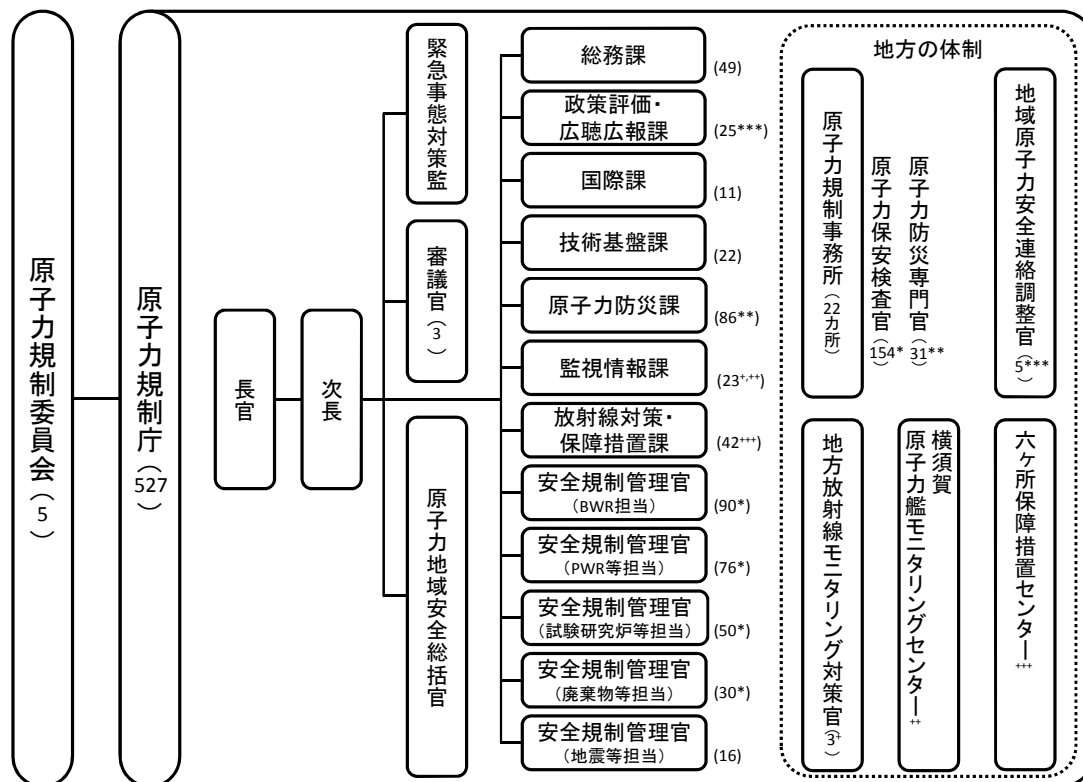 原子力規制委員会(5)
原子力規制庁(527)
長官
次長
緊急事態対策監
審議官(3)
原子力地域安全総括官
総務課
(49)
政策評価・
広聴広報課
(25***)
国際課
(11)
技術基盤課
(22)
原子力防災課
(86**)
監視情報課
(23+,++)
放射線対策・
保障措置課
(42+++)
安全規制管理官
(BWR担当)
(90*)
安全規制管理官
(PWR等担当)
(76*)
安全規制管理官
(試験研究炉等担当)
(50*)
安全規制管理官
(廃棄物等担当)
(30*)
安全規制管理官
(地震等担当)
(16)
地方の体制
原子力規制事務所(22カ所)
原子力保安検査官(154*)
原子力防災専門官(31**)
地域原子力安全連絡調整官(5***)
地方放射線モニタリング対策官(3+)
横須賀
原子力艦モニタリングセンター++
六ヶ所保障措置センター+++